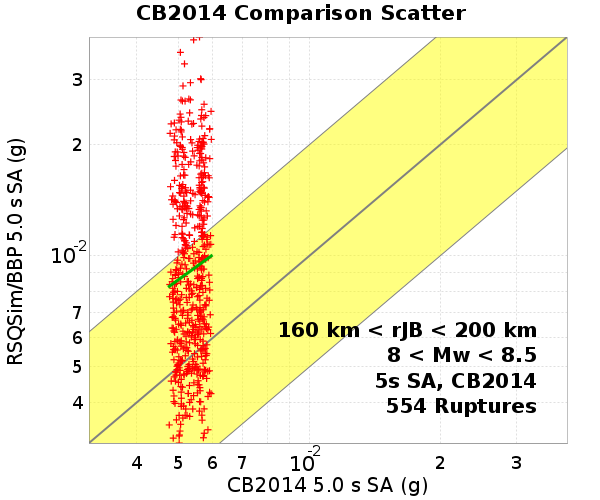 CB2014 Comparison Scatter
RSQSim/BBP 5.0 s SA (g)
3
2
10-2
7
6
5
4
160 km < rJB < 200 km
8 < Mw < 8.5
5s SA, CB2014
554 Ruptures
4 5 6 7 10-2 2 3
CB2014 5.0 s SA (g)